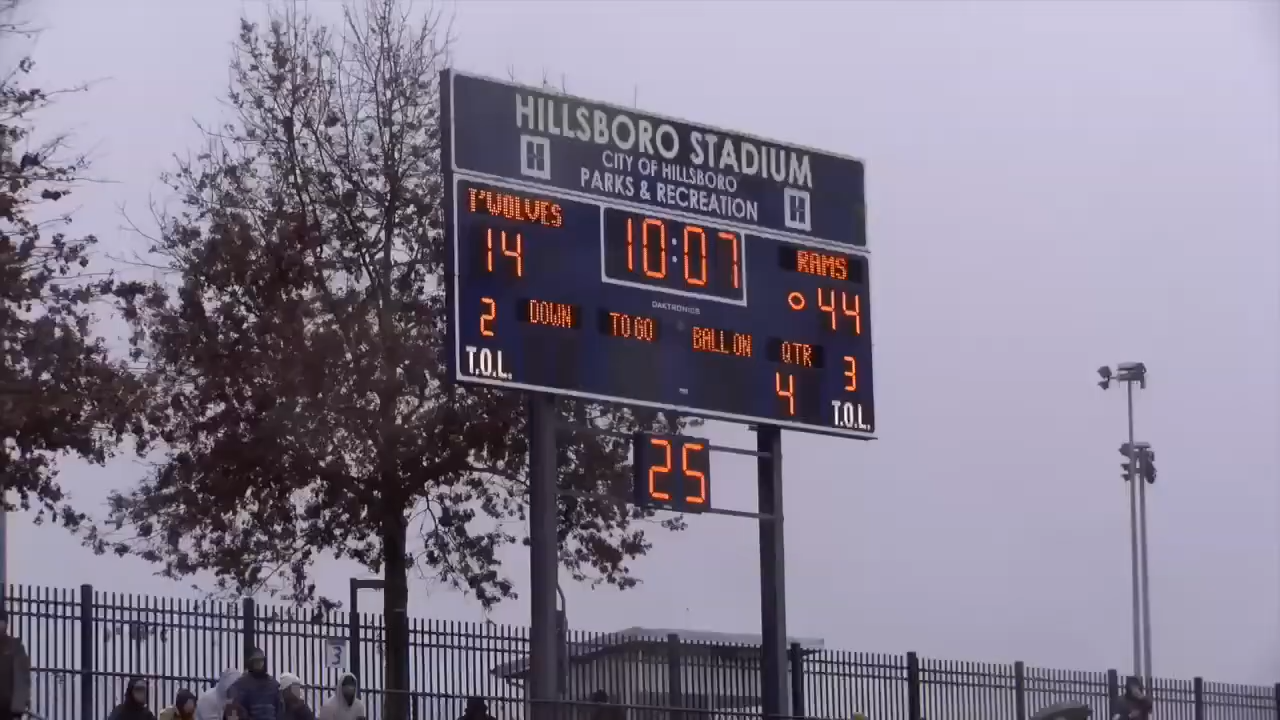 HILLSBORO STADIUM
H CITY OF HILLSBORO
PARKS & RECREATION H
T'WOLVES 10:07 RAMS
14 44
DAKTRONICS
2 DOWN TO GO BALL ON QTR 3
T.O.L. 4 T.O.L.
25
3